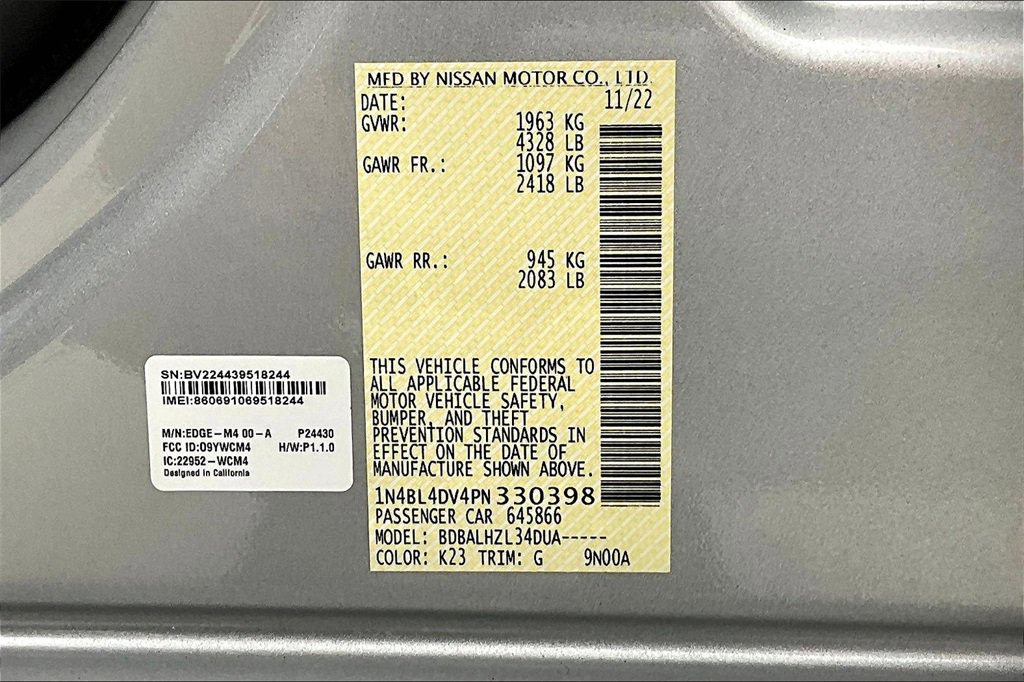 MFD BY NISSAN MOTOR CO., LTD.
DATE: 11/22
GVWR: 1963 KG
4328 LB
GAWR FR.: 1097 KG
2418 LB
GAWR RR.: 945 KG
2083 LB
THIS VEHICLE CONFORMS TO
ALL APPLICABLE FEDERAL
MOTOR VEHICLE SAFETY,
BUMPER, AND THEFT
PREVENTION STANDARDS IN
EFFECT ON THE DATE OF
MANUFACTURE SHOWN ABOVE.
1N4BL4DV4PN330398
PASSENGER CAR 645866
MODEL: BDBALHZL34DUA-----
COLOR: K23 TRIM: G 9N00A
SN:BV224439518244
IMEI:860691069518244
M/N:EDGE-M4 00-A P24430
FCC ID:O9YWCM4 H/W:P1.1.0
IC:22952-WCM4
Designed in California